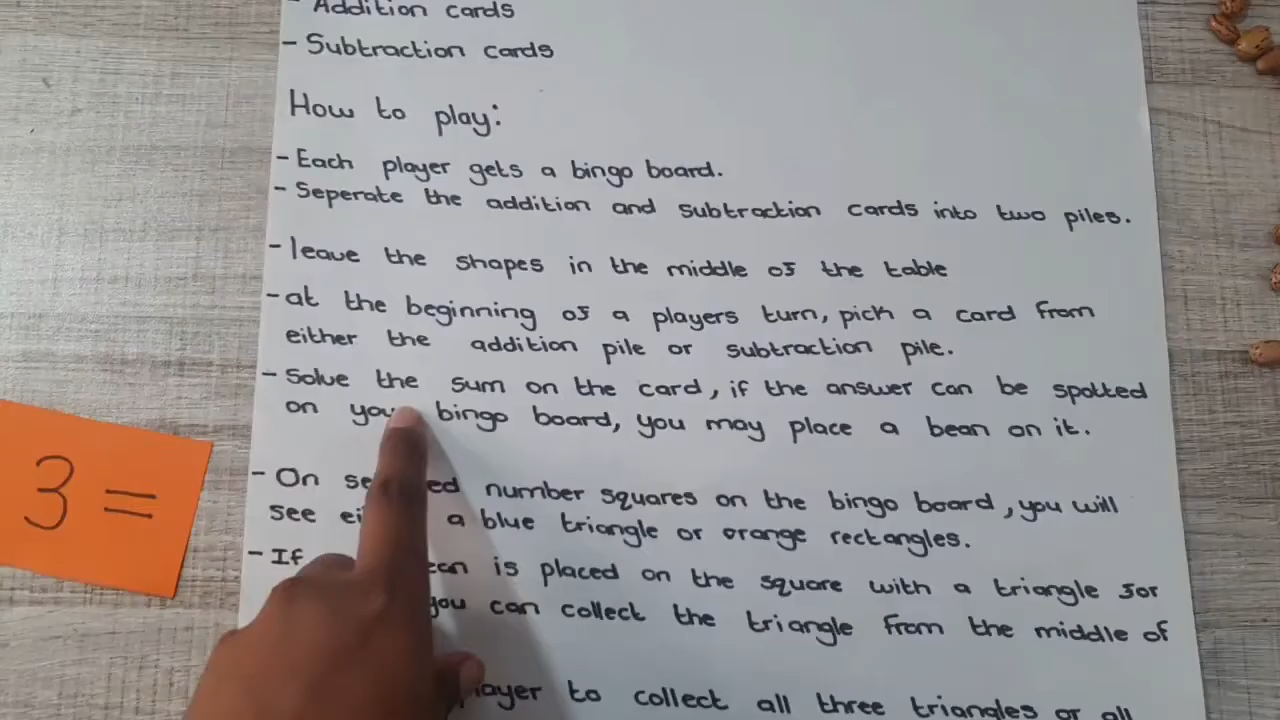 - Addition cards
- Subtraction cards
How to play:
- Each player gets a bingo board.
- Seperate the addition and subtraction cards into two piles.
- leave the shapes in the middle of the table
- at the beginning of a players turn, pick a card from
either the addition pile or subtraction pile.
- Solve the sum on the card, if the answer can be spotted
on bingo board, you may place a bean on it.
- On number squares on the bingo board, you will
see a blue triangle or orange rectangles.
- If is placed on the square with a triangle for
you can collect the triangle from the middle of
to collect all three triangles or all
3 =